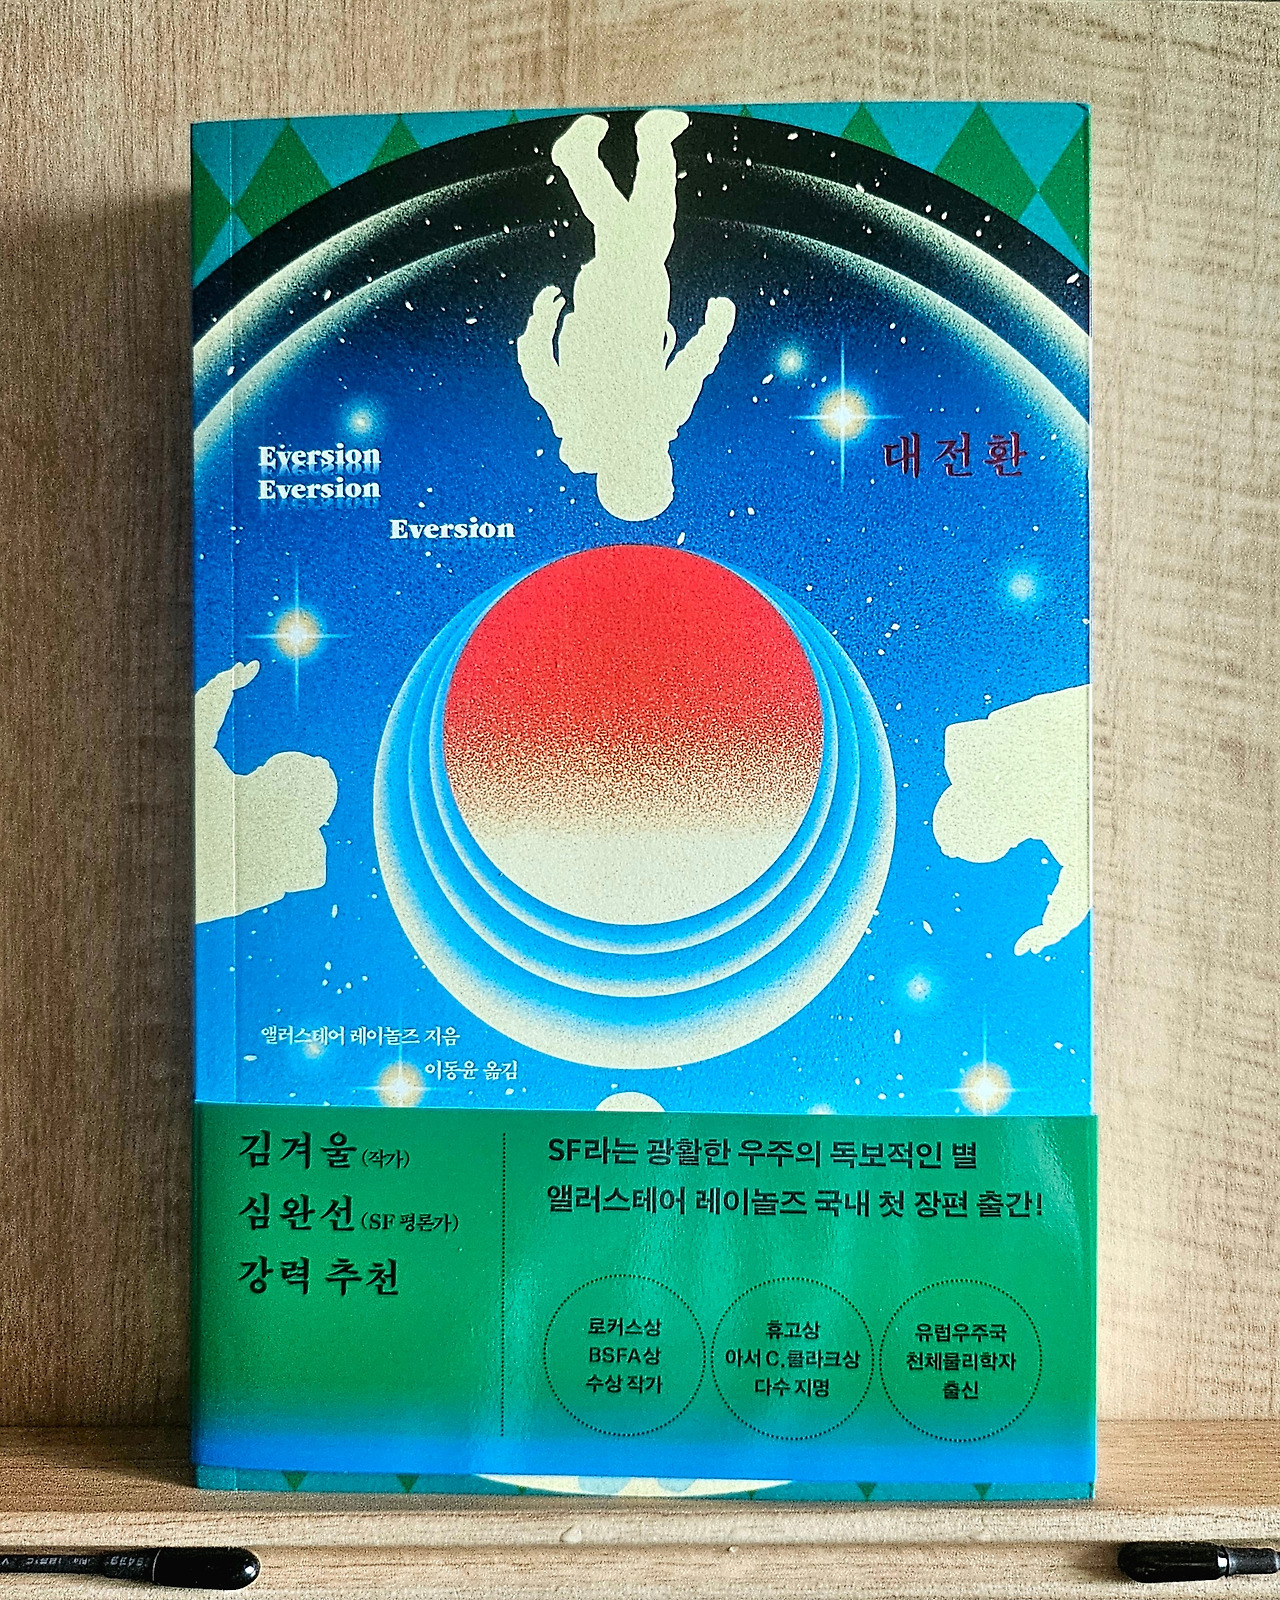 Eversion
Eversion
Eversion
대전환
앨러스테어 레이놀즈 지음
이동윤 옮김
김겨울 (작가)
심완선 (SF 평론가)
강력 추천
SF라는 광활한 우주의 독보적인 별
앨러스테어 레이놀즈 국내 첫 장편 출간!
로커스상
BSFA상
수상 작가
휴고상
아서 C. 클라크상
다수 지명
유럽우주국
천체물리학자
출신